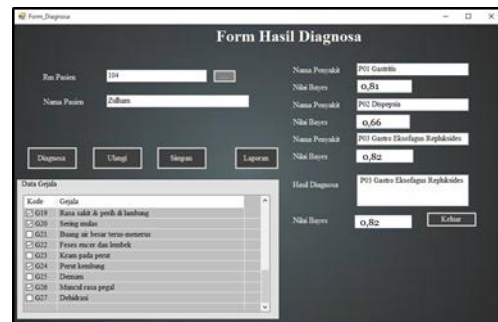 Form_Diagnosa
Form Hasil Diagnosa
Rm Pasien 104 ...
Nama Pasien Zulham
Diagnosa Ulangi Simpan Laporan
Nama Penyakit P01 Gastritis
Nilai Bayes 0,81
Nama Penyakit P02 Dispepsia
Nilai Bayes 0,66
Nama Penyakit P03 Gastro Eksofagus Repluksides
Nilai Bayes 0,82
Hasil Diagnosa P03 Gastro Eksofagus Repluksides
Nilai Bayes 0,82 Keluar
Data Gejala
Kode Gejala
G19 Rasa sakit & perih di lambung
G20 Sering mulas
G21 Buang air besar terus-menerus
G22 Feses encer dan lembek
G23 Kram pada perut
G24 Perut kembung
G25 Demam
G26 Muncul rasa pegal
G27 Dehidrasi